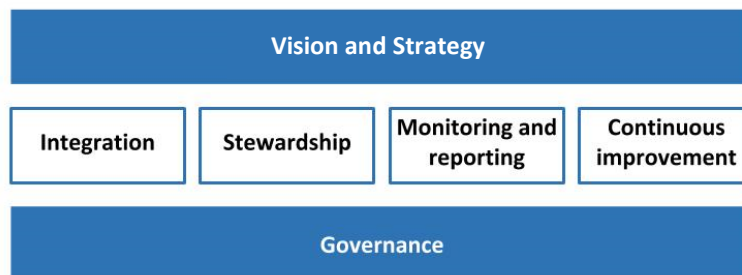 Vision and Strategy
Integration
Stewardship
Monitoring and
reporting
Continuous
improvement
Governance